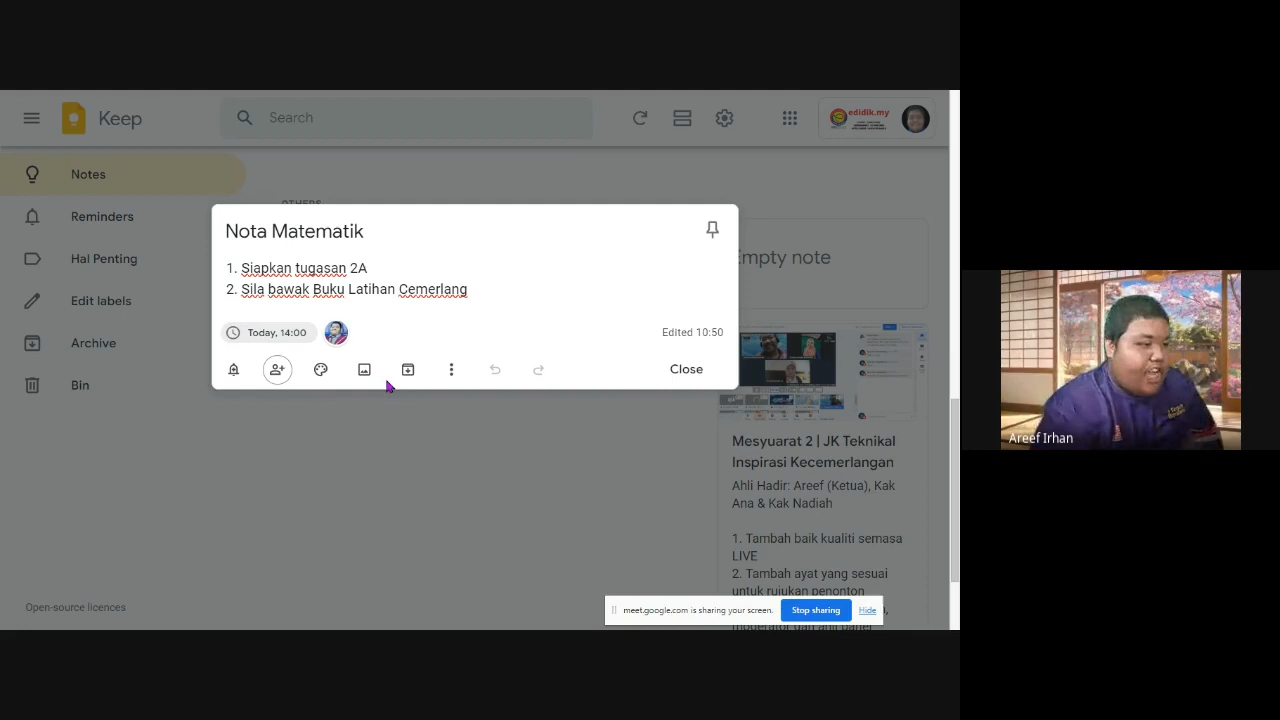 Keep
Search
edidik.my
Notes
Reminders
Hal Penting
Edit labels
Archive
Bin
Open-source licences
OTHERS
Nota Matematik
1. Siapkan tugasan 2A
2. Sila bawak Buku Latihan Cemerlang
Today, 14:00
Edited 10:50
Close
Empty note
Mesyuarat 2 | JK Teknikal
Inspirasi Kecemerlangan
Ahli Hadir: Areef (Ketua), Kak
Ana & Kak Nadiah
1. Tambah baik kualiti semasa
LIVE
2. Tambah ayat yang sesuai
untuk rujukan penonton
meet.google.com is sharing your screen.
Stop sharing
Hide
Areef Irhan